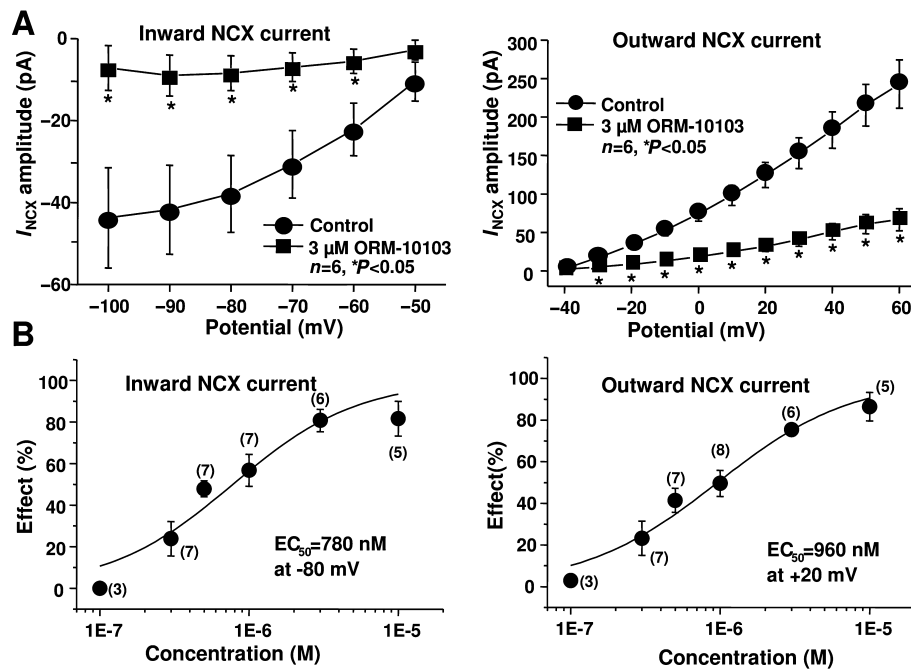 A
Inward NCX current
I_NCX amplitude (pA)
0
−20
−40
−60
Control
3 µM ORM-10103
n=6, *P<0.05
* * * * *
−100 −90 −80 −70 −60 −50
Potential (mV)
Outward NCX current
I_NCX amplitude (pA)
300
250
200
150
100
50
0
Control
3 µM ORM-10103
n=6, *P<0.05
* * * * * * * * * *
−40 −20 0 20 40 60
Potential (mV)
B
Inward NCX current
Effect (%)
100
80
60
40
20
0
(3)
(7)
(7)
(7)
(6)
(5)
EC50=780 nM
at -80 mV
1E-7 1E-6 1E-5
Concentration (M)
Outward NCX current
Effect(%)
100
80
60
40
20
0
(3)
(7)
(7)
(8)
(6)
(5)
EC50=960 nM
at +20 mV
1E-7 1E-6 1E-5
Concentration (M)